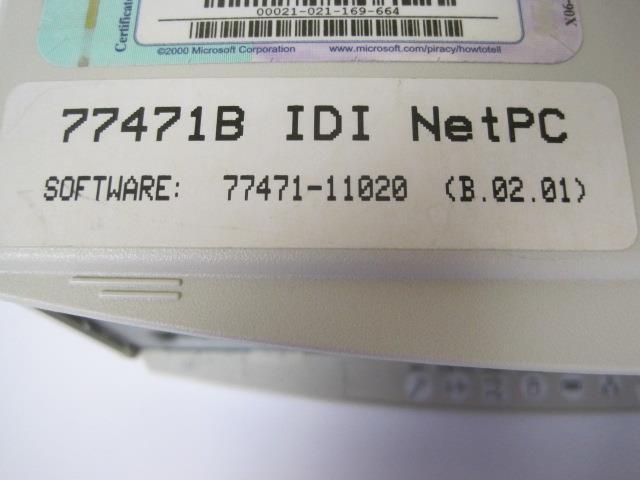 Certificate
00021-021-169-664
©2000 Microsoft Corporation www.microsoft.com/piracy/howtotell
77471B IDI NetPC
SOFTWARE: 77471-11020 (B.02.01)